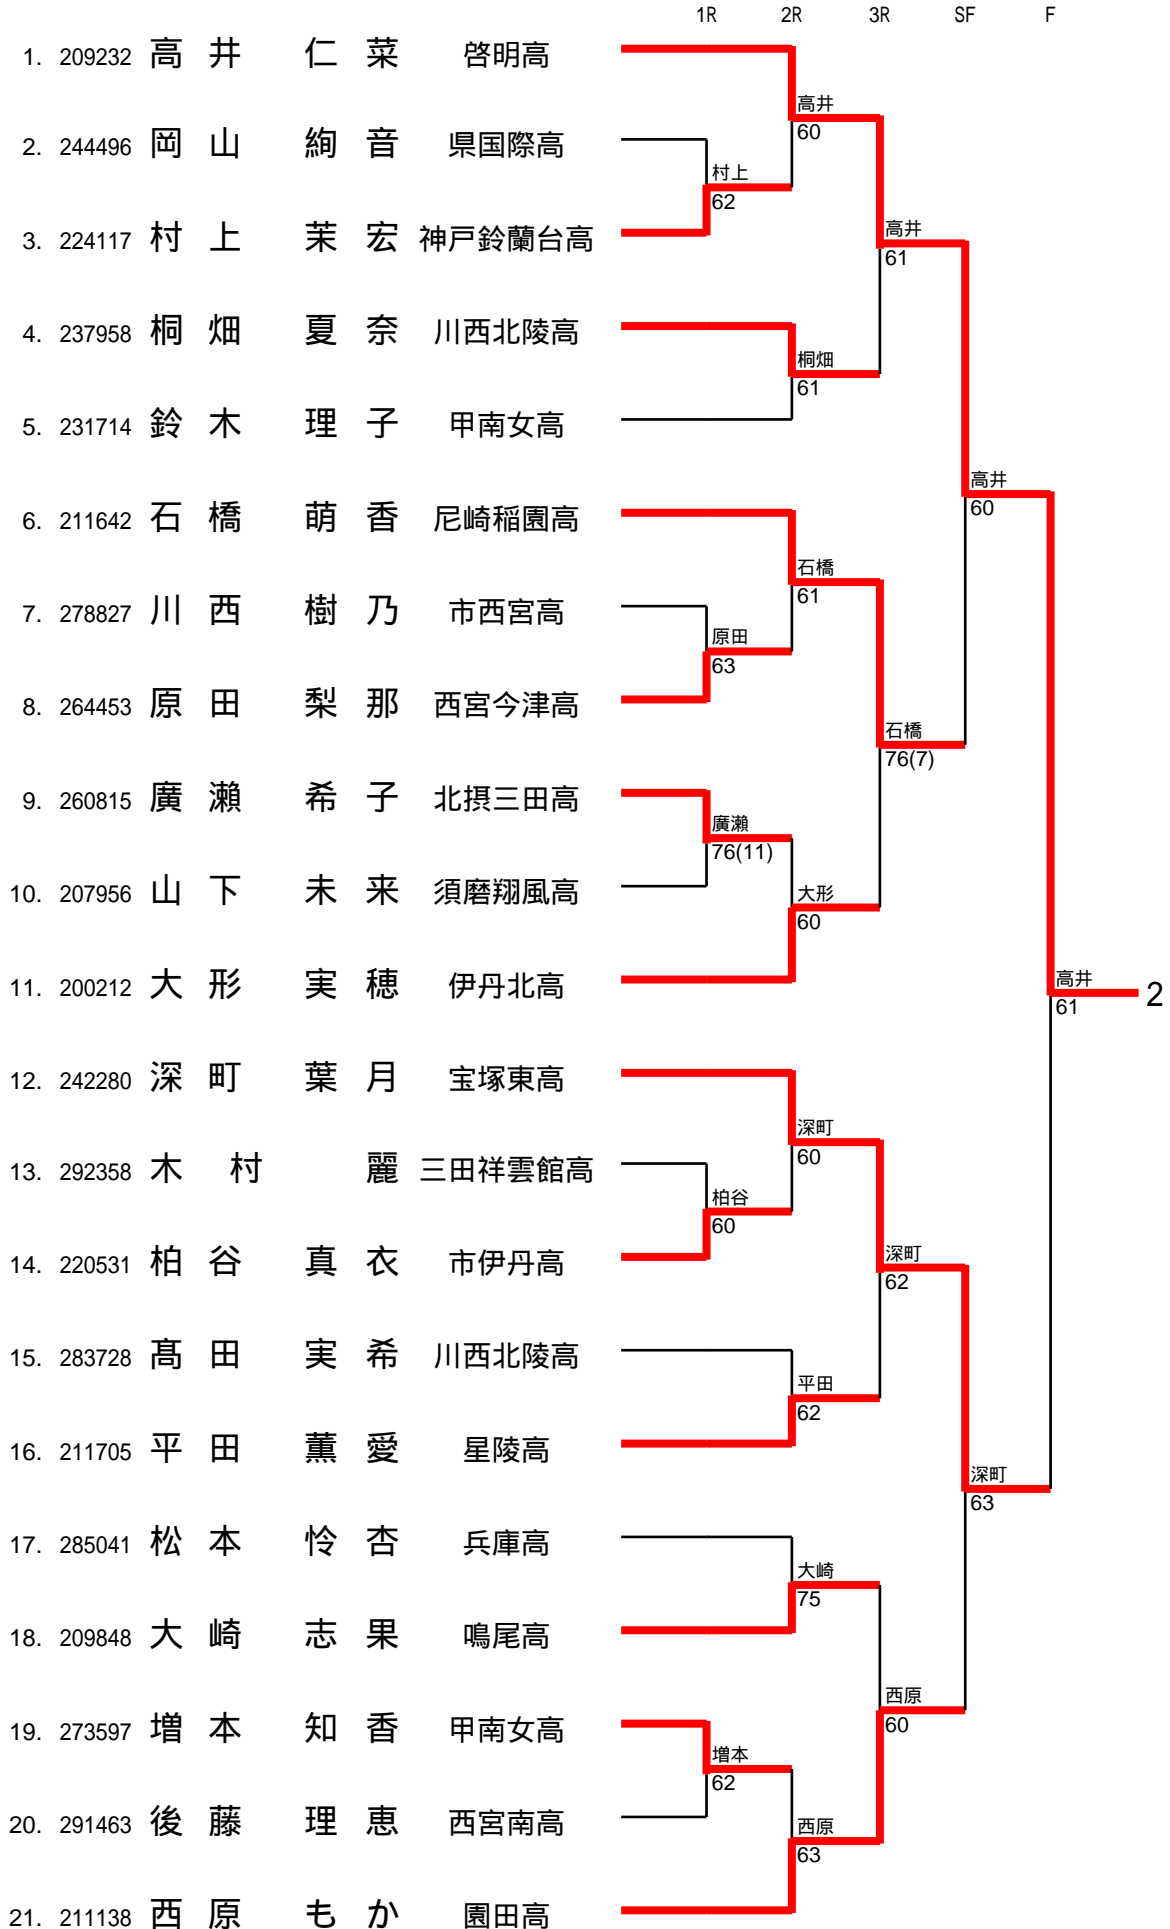 1R 2R 3R SF F
1. 209232 高井 仁菜 啓明高
高井
60
2. 244496 岡山 絢音 県国際高
村上
62
3. 224117 村上 茉宏 神戸鈴蘭台高
高井
61
4. 237958 桐畑 夏奈 川西北陵高
桐畑
61
5. 231714 鈴木 理子 甲南女高
高井
60
6. 211642 石橋 萌香 尼崎稲園高
石橋
61
7. 278827 川西 樹乃 市西宮高
原田
63
8. 264453 原田 梨那 西宮今津高
石橋
76(7)
9. 260815 廣瀨 希子 北摂三田高
廣瀨
76(11)
10. 207956 山下 未来 須磨翔風高
大形
60
11. 200212 大形 実穂 伊丹北高
高井
61
2
12. 242280 深町 葉月 宝塚東高
深町
60
13. 292358 木村 麗 三田祥雲館高
柏谷
60
14. 220531 柏谷 真衣 市伊丹高
深町
62
15. 283728 髙田 実希 川西北陵高
平田
62
16. 211705 平田 薫愛 星陵高
深町
63
17. 285041 松本 怜杏 兵庫高
大崎
75
18. 209848 大崎 志果 鳴尾高
西原
60
19. 273597 増本 知香 甲南女高
増本
62
20. 291463 後藤 理恵 西宮南高
西原
63
21. 211138 西原 もか 園田高